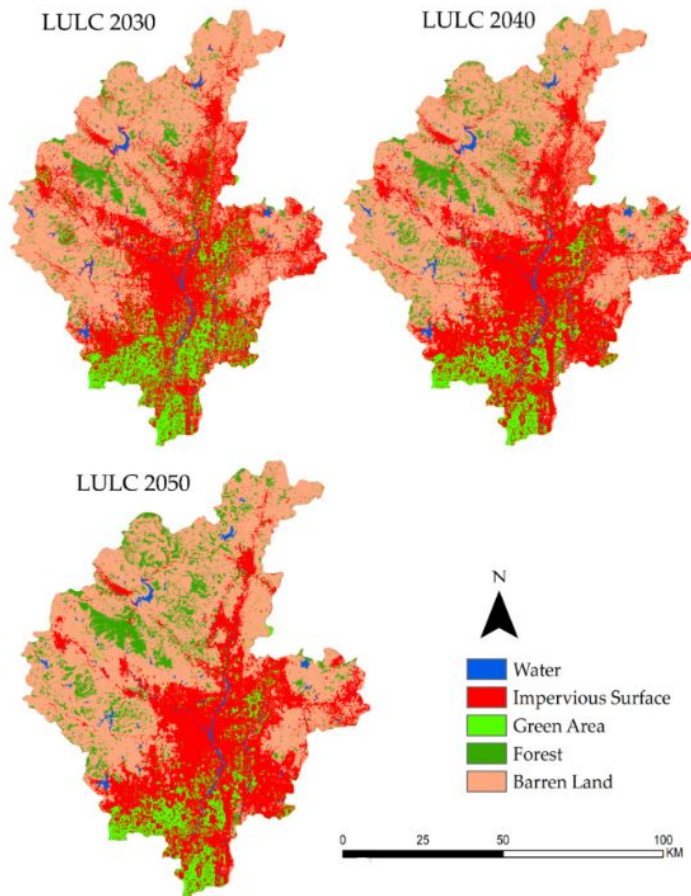 LULC 2030
LULC 2040
LULC 2050
N
Water
Impervious Surface
Green Area
Forest
Barren Land
0 25 50 100
KM